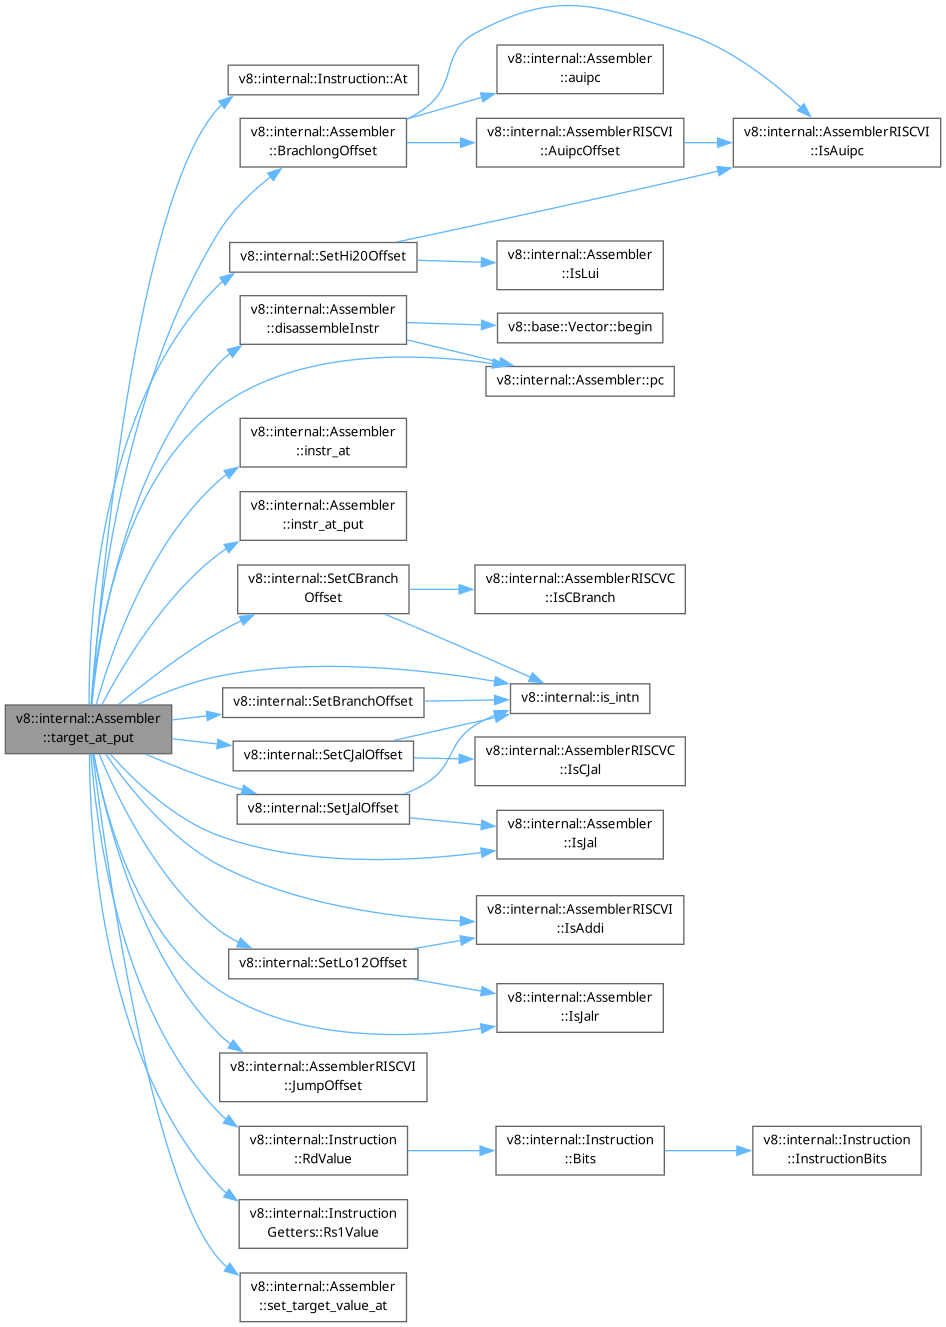 v8::internal::Assembler
::target_at_put
v8::internal::Instruction::At
v8::internal::Assembler
::BrachlongOffset
v8::internal::Assembler
::auipc
v8::internal::AssemblerRISCVI
::AuipcOffset
v8::internal::AssemblerRISCVI
::IsAuipc
v8::internal::SetHi20Offset
v8::internal::Assembler
::IsLui
v8::internal::Assembler
::disassembleInstr
v8::base::Vector::begin
v8::internal::Assembler::pc
v8::internal::Assembler
::instr_at
v8::internal::Assembler
::instr_at_put
v8::internal::SetCBranch
Offset
v8::internal::AssemblerRISCVC
::IsCBranch
v8::internal::is_intn
v8::internal::SetBranchOffset
v8::internal::SetCJalOffset
v8::internal::AssemblerRISCVC
::IsCJal
v8::internal::SetJalOffset
v8::internal::Assembler
::IsJal
v8::internal::AssemblerRISCVI
::IsAddi
v8::internal::SetLo12Offset
v8::internal::Assembler
::IsJalr
v8::internal::AssemblerRISCVI
::JumpOffset
v8::internal::Instruction
::RdValue
v8::internal::Instruction
::Bits
v8::internal::Instruction
::InstructionBits
v8::internal::Instruction
Getters::Rs1Value
v8::internal::Assembler
::set_target_value_at